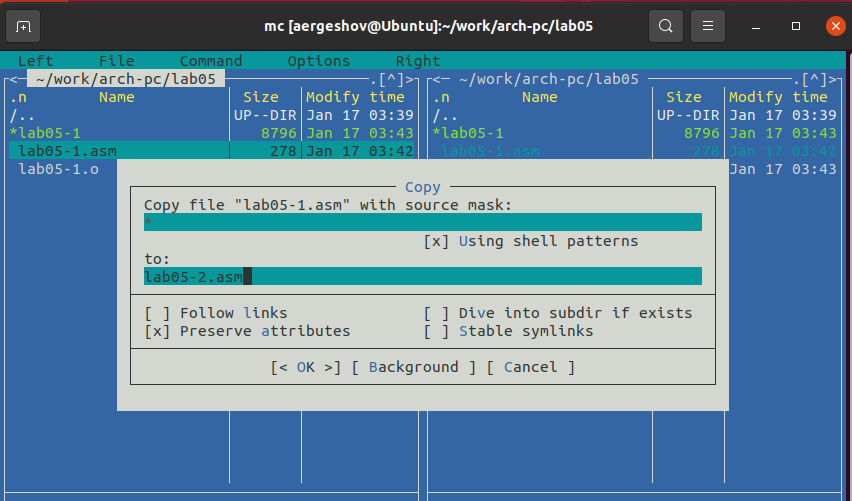 mc [aergeshov@Ubuntu]:~/work/arch-pc/lab05
Left File Command Options Right
<─ ~/work/arch-pc/lab05 ─.[^]>
.n Name Size Modify time
/.. UP--DIR Jan 17 03:39
*lab05-1 8796 Jan 17 03:43
lab05-1.asm 278 Jan 17 03:42
lab05-1.o
<─ ~/work/arch-pc/lab05 ─.[^]>
.n Name Size Modify time
/.. UP--DIR Jan 17 03:39
*lab05-1 8796 Jan 17 03:43
lab05-1.asm 278 Jan 17 03:42
Jan 17 03:43
Copy
Copy file "lab05-1.asm" with source mask:
*
[x] Using shell patterns
to:
lab05-2.asm
[ ] Follow links [ ] Dive into subdir if exists
[x] Preserve attributes [ ] Stable symlinks
[< OK >] [ Background ] [ Cancel ]